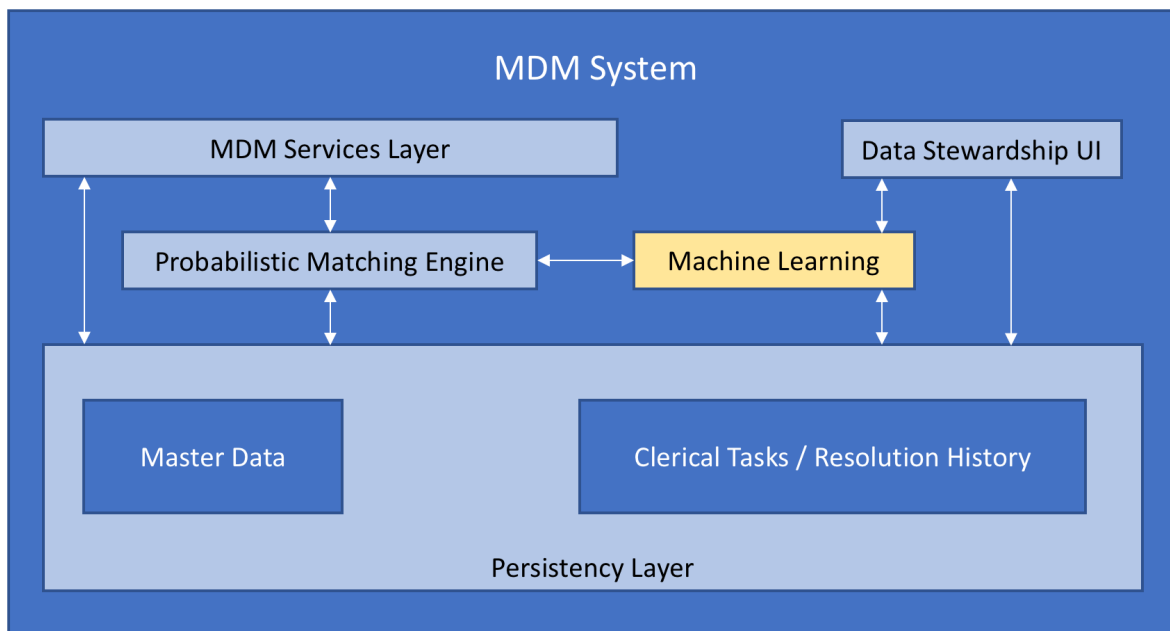 MDM System
MDM Services Layer
Data Stewardship UI
Probabilistic Matching Engine
Machine Learning
Master Data
Clerical Tasks / Resolution History
Persistency Layer